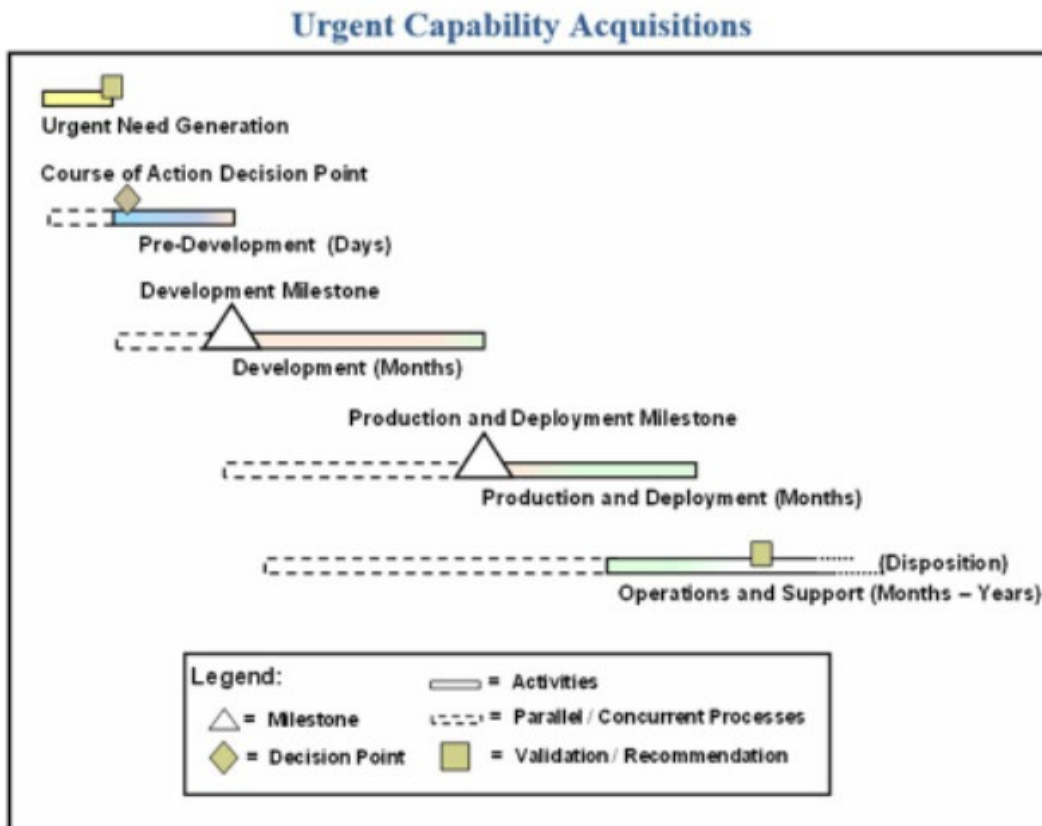 Urgent Capability Acquisitions
Urgent Need Generation
Course of Action Decision Point
Pre-Development (Days)
Development Milestone
Development (Months)
Production and Deployment Milestone
Production and Deployment (Months)
(Disposition)
Operations and Support (Months – Years)
Legend:
= Activities
= Milestone
= Parallel / Concurrent Processes
= Decision Point
= Validation / Recommendation